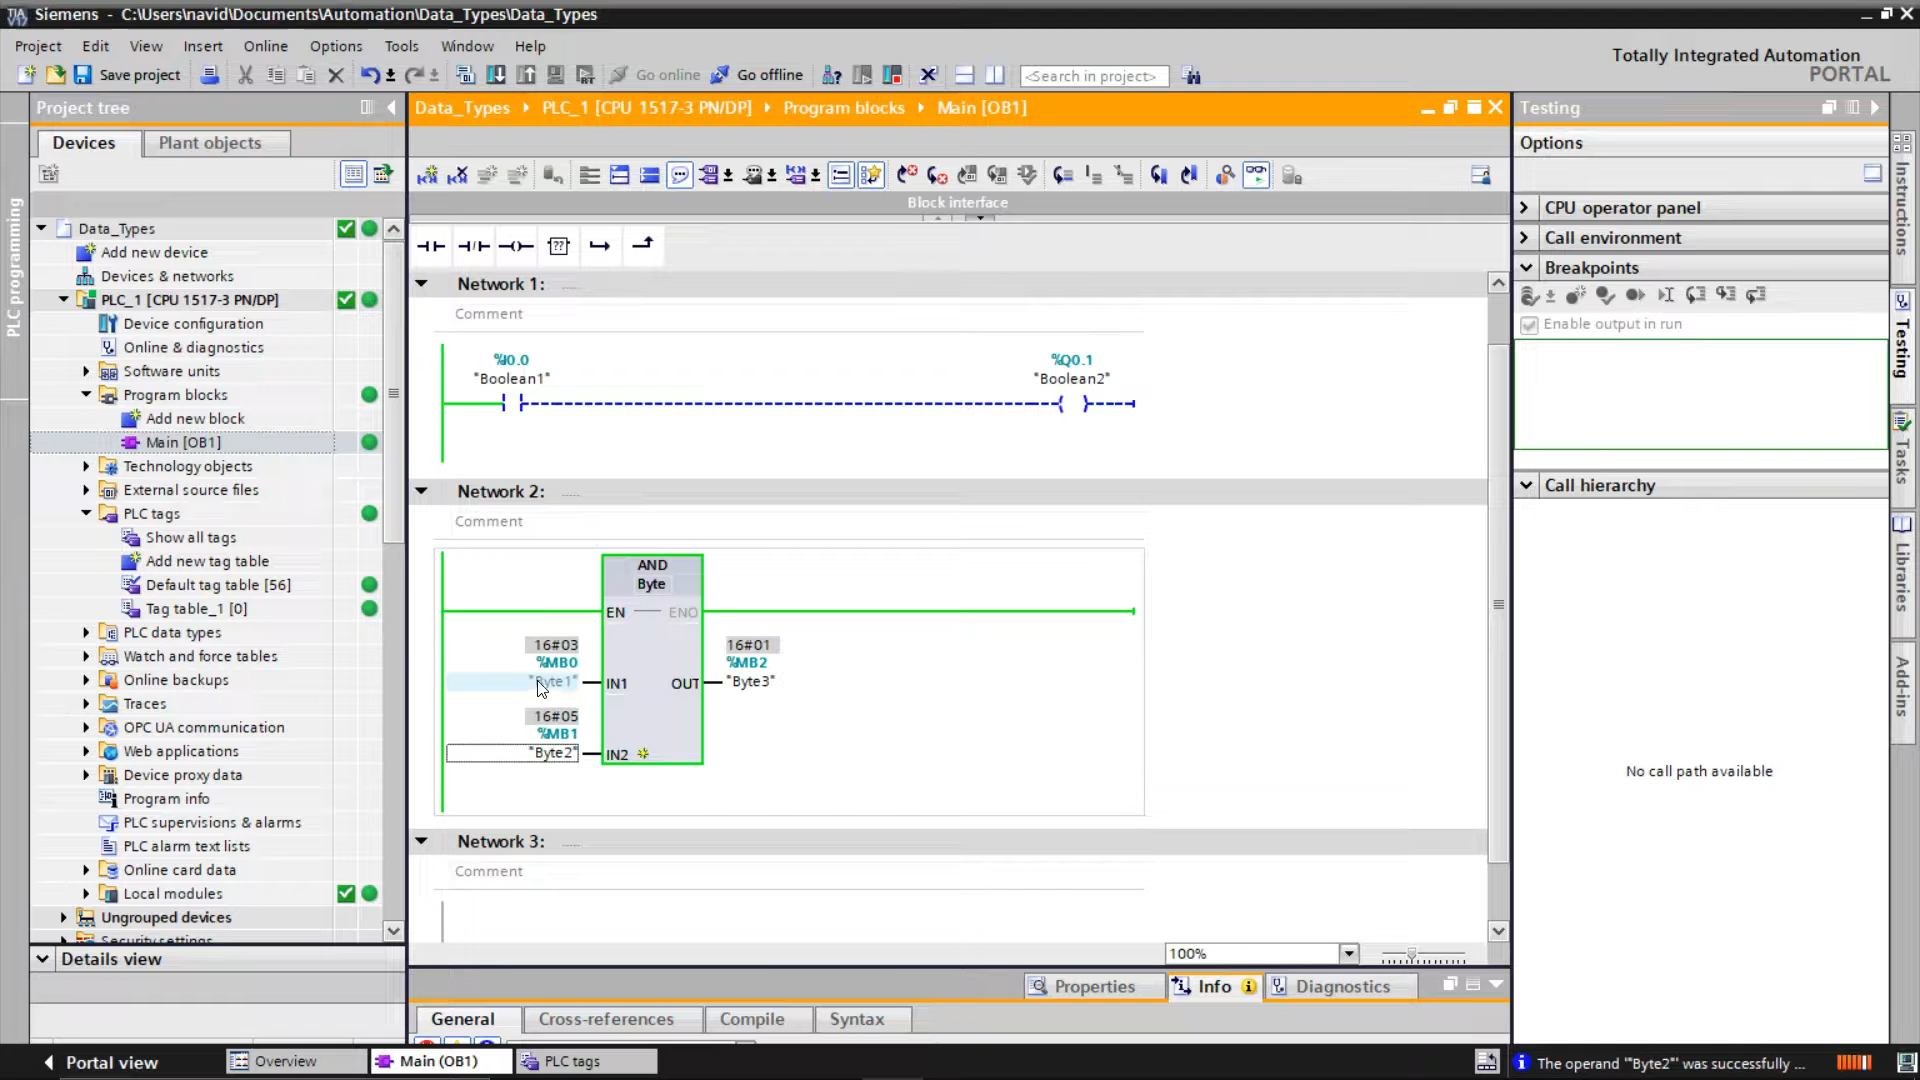 Siemens - C:\Users\navid\Documents\Automation\Data_Types\Data_Types
Project Edit View Insert Online Options Tools Window Help
Totally Integrated Automation
PORTAL
Save project
Go online
Go offline
<Search in project>
Project tree
Data_Types PLC_1 [CPU 1517-3 PN/DP] Program blocks Main [OB1]
Testing
Devices
Plant objects
Options
Block interface
CPU operator panel
Call environment
Breakpoints
Enable output in run
Call hierarchy
No call path available
PLC programming
Data_Types
Add new device
Devices & networks
PLC_1 [CPU 1517-3 PN/DP]
Device configuration
Online & diagnostics
Software units
Program blocks
Add new block
Main [OB1]
Technology objects
External source files
PLC tags
Show all tags
Add new tag table
Default tag table [56]
Tag table_1 [0]
PLC data types
Watch and force tables
Online backups
Traces
OPC UA communication
Web applications
Device proxy data
Program info
PLC supervisions & alarms
PLC alarm text lists
Online card data
Local modules
Ungrouped devices
Security settings
Details view
??
Network 1: .....
Comment
%I0.0
"Boolean1"
%Q0.1
"Boolean2"
Network 2: .....
Comment
AND
Byte
EN ENO
16#03
%MB0
"Byte1"
IN1
OUT
16#01
%MB2
"Byte3"
16#05
%MB1
"Byte2"
IN2
Network 3: .....
Comment
100%
Properties
Info
Diagnostics
General
Cross-references
Compile
Syntax
Instructions
Testing
Tasks
Libraries
Add-ins
Portal view
Overview
Main (OB1)
PLC tags
The operand '"Byte2"' was successfully ...